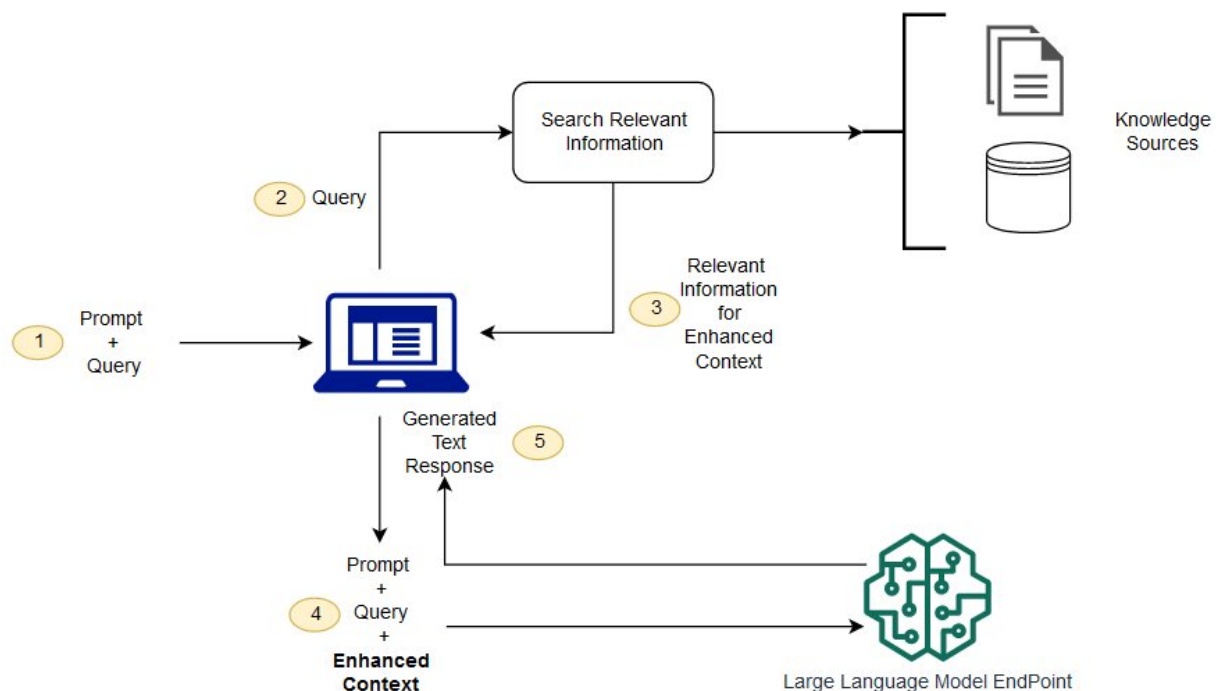 Search Relevant
Information
Knowledge
Sources
2
Query
1
Prompt
+
Query
3
Relevant
Information
for
Enhanced
Context
Generated
Text
Response
5
4
Prompt
+
Query
+
Enhanced
Context
Large Language Model EndPoint